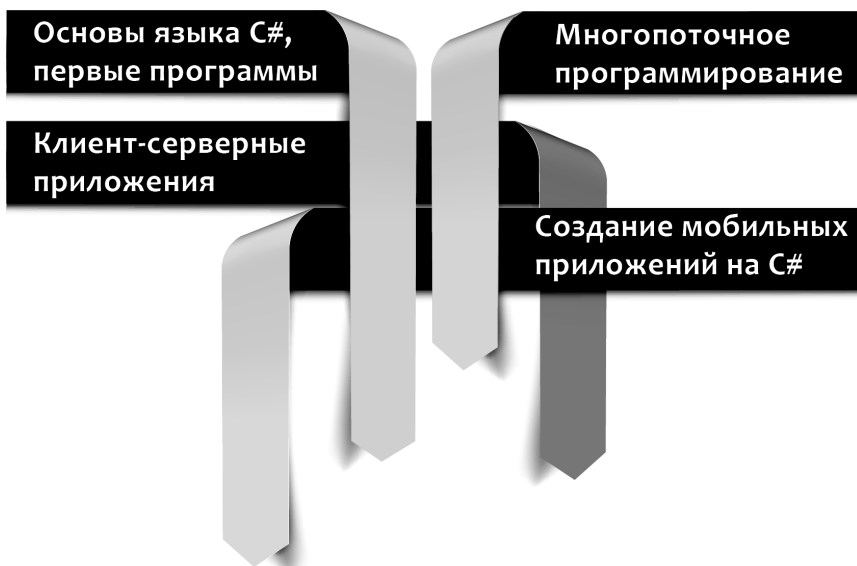 Основы языка C#,
первые программы
Многопоточное
программирование
Клиент-серверные
приложения
Создание мобильных
приложений на C#